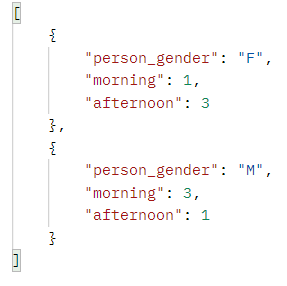 [
    {
        "person_gender": "F",
        "morning": 1,
        "afternoon": 3
    },
    {
        "person_gender": "M",
        "morning": 3,
        "afternoon": 1
    }
]